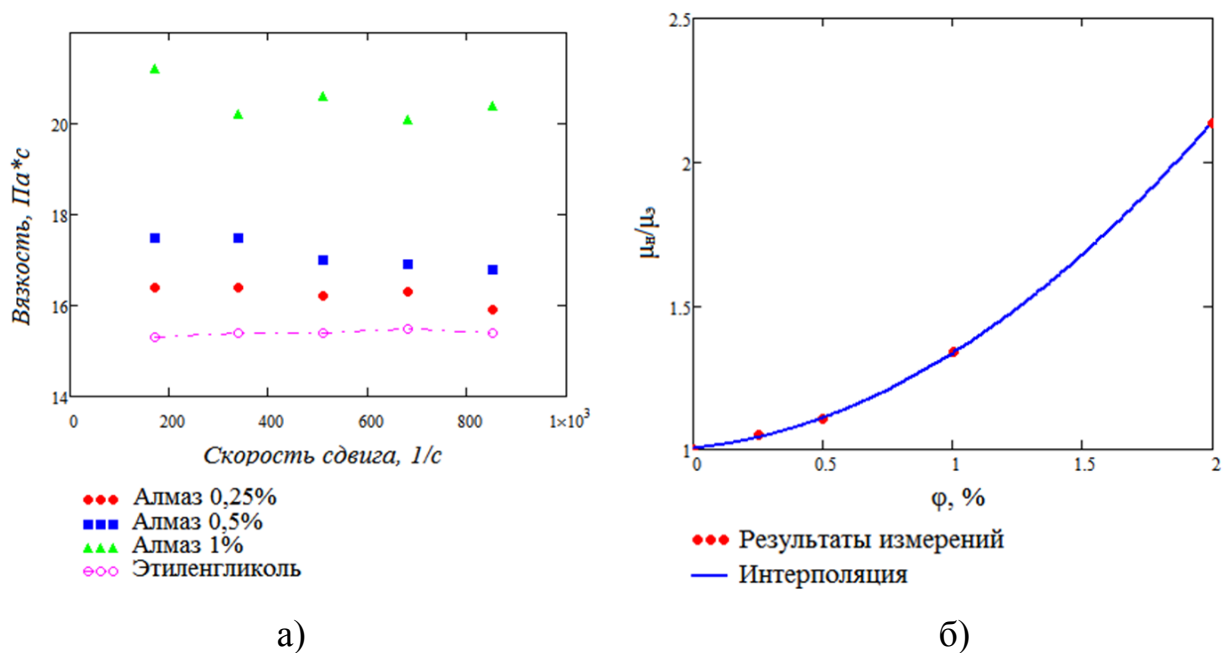 Вязкость, Па*с
20
18
16
14
0
200
400
600
800
1×10³
Скорость сдвига, 1/с
Алмаз 0,25%
Алмаз 0,5%
Алмаз 1%
Этиленгликоль
а)
μн/μэ
2.5
2
1.5
1
0
0.5
1
1.5
2
φ, %
Результаты измерений
Интерполяция
б)